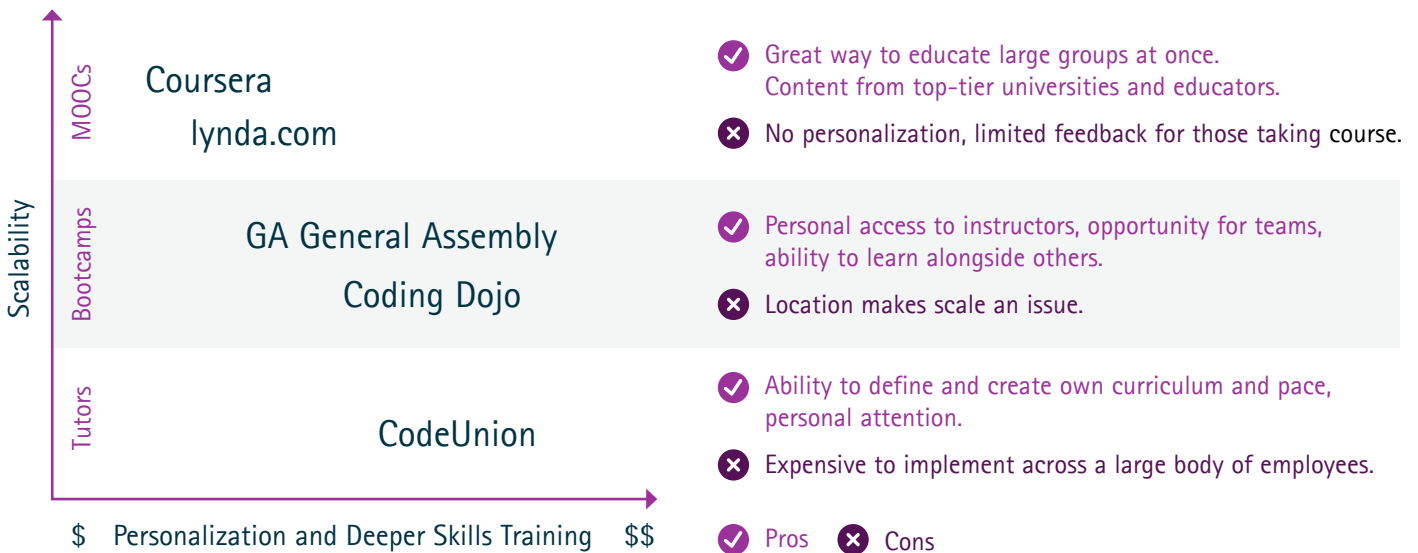 Scalability
MOOCs
Coursera
lynda.com
Great way to educate large groups at once.
Content from top-tier universities and educators.
No personalization, limited feedback for those taking course.
Bootcamps
GA General Assembly
Coding Dojo
Personal access to instructors, opportunity for teams,
ability to learn alongside others.
Location makes scale an issue.
Tutors
CodeUnion
Ability to define and create own curriculum and pace,
personal attention.
Expensive to implement across a large body of employees.
$ Personalization and Deeper Skills Training $$
Pros Cons